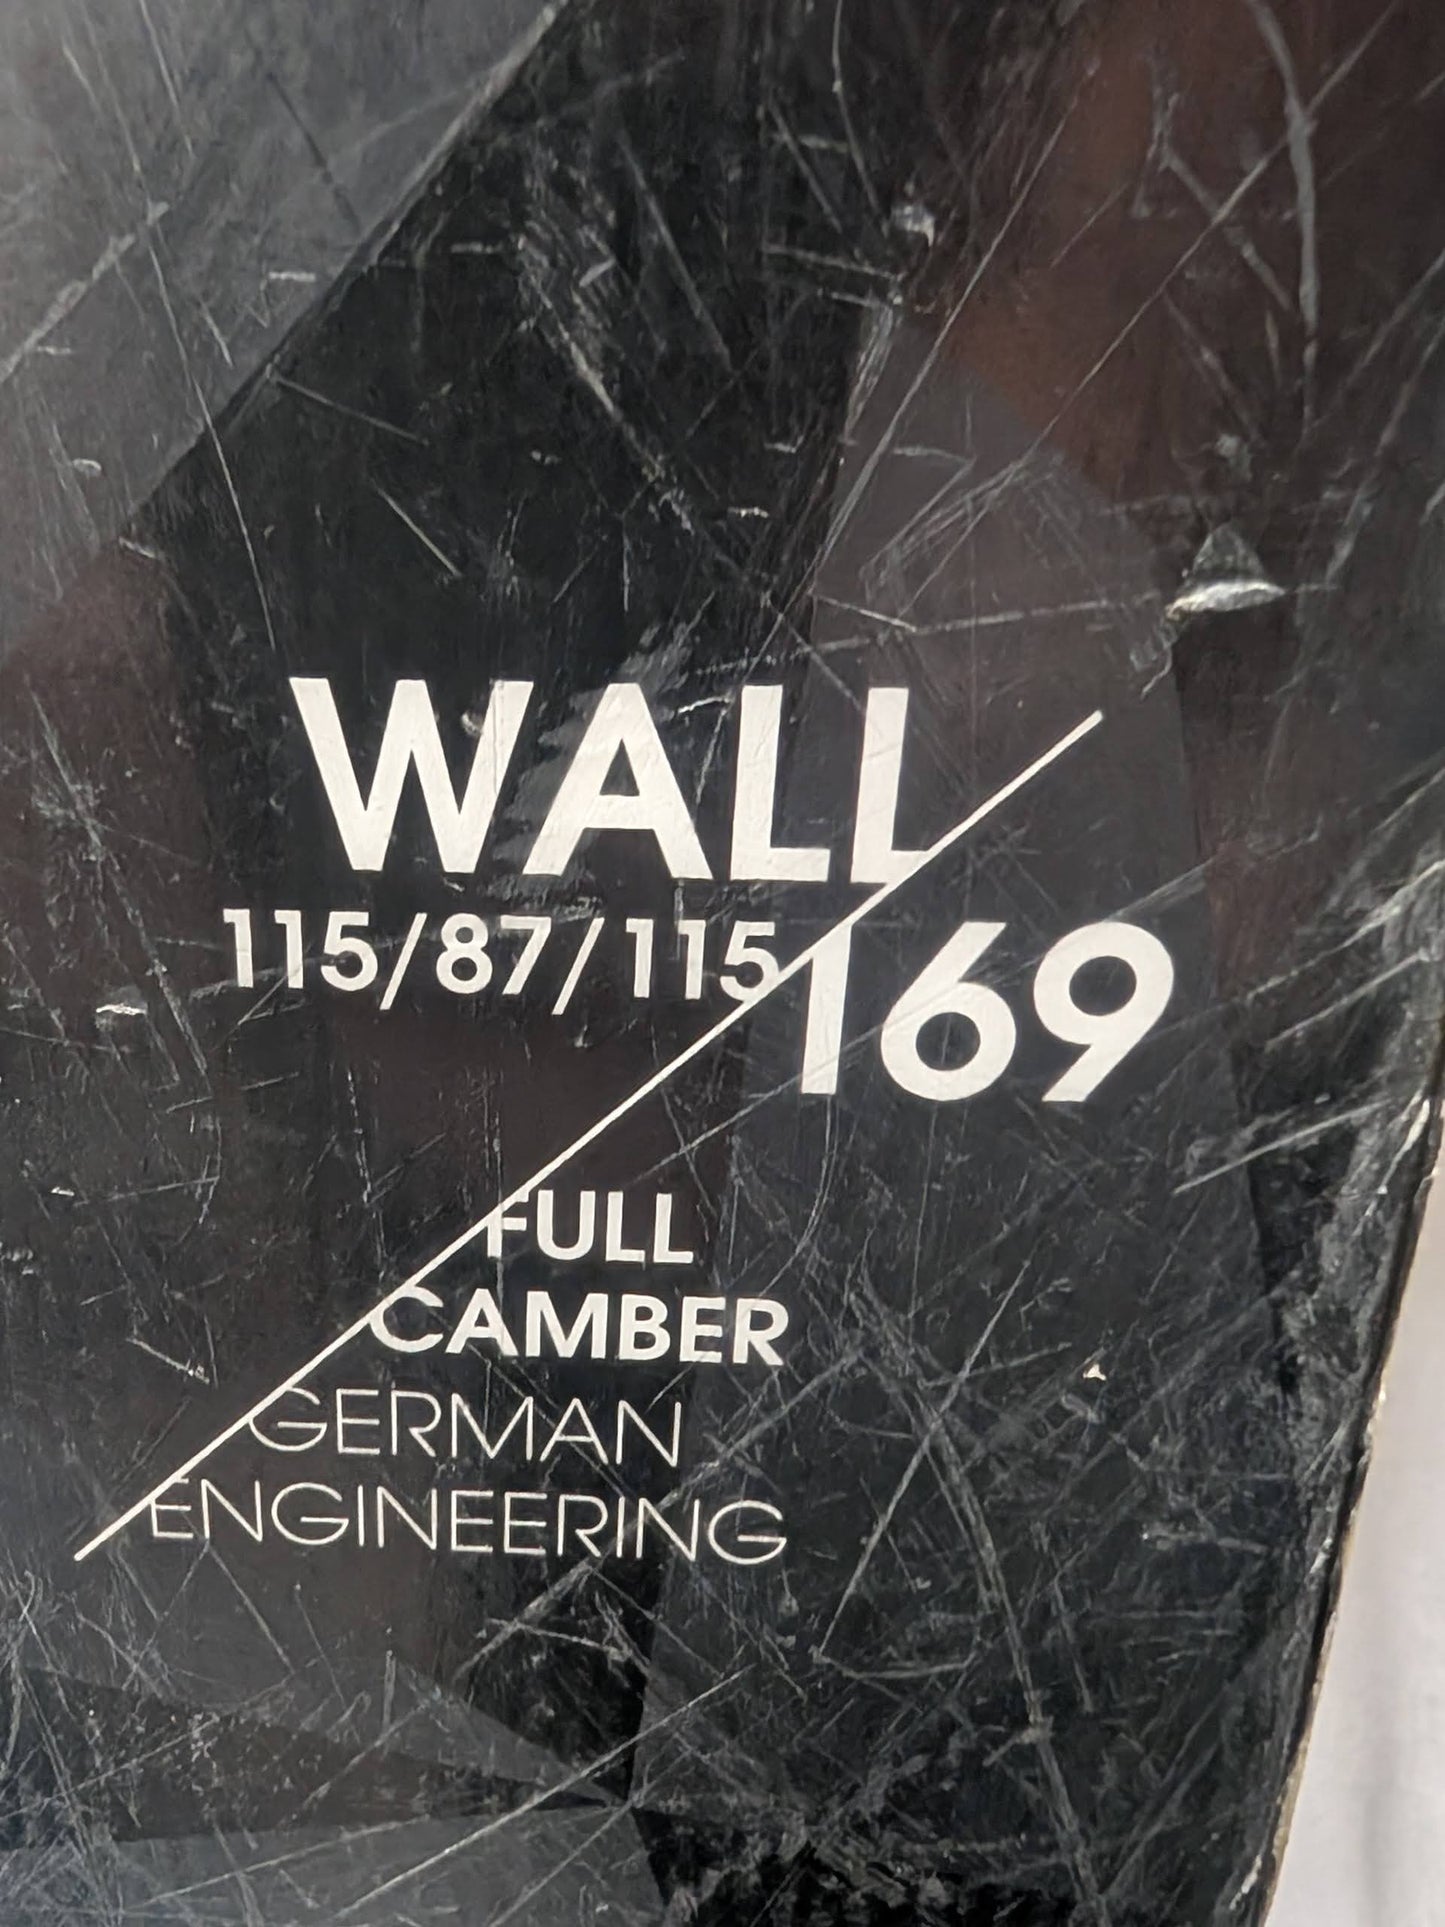 WALL
115/87/115
169
FULL
CAMBER
GERMAN
ENGINEERING